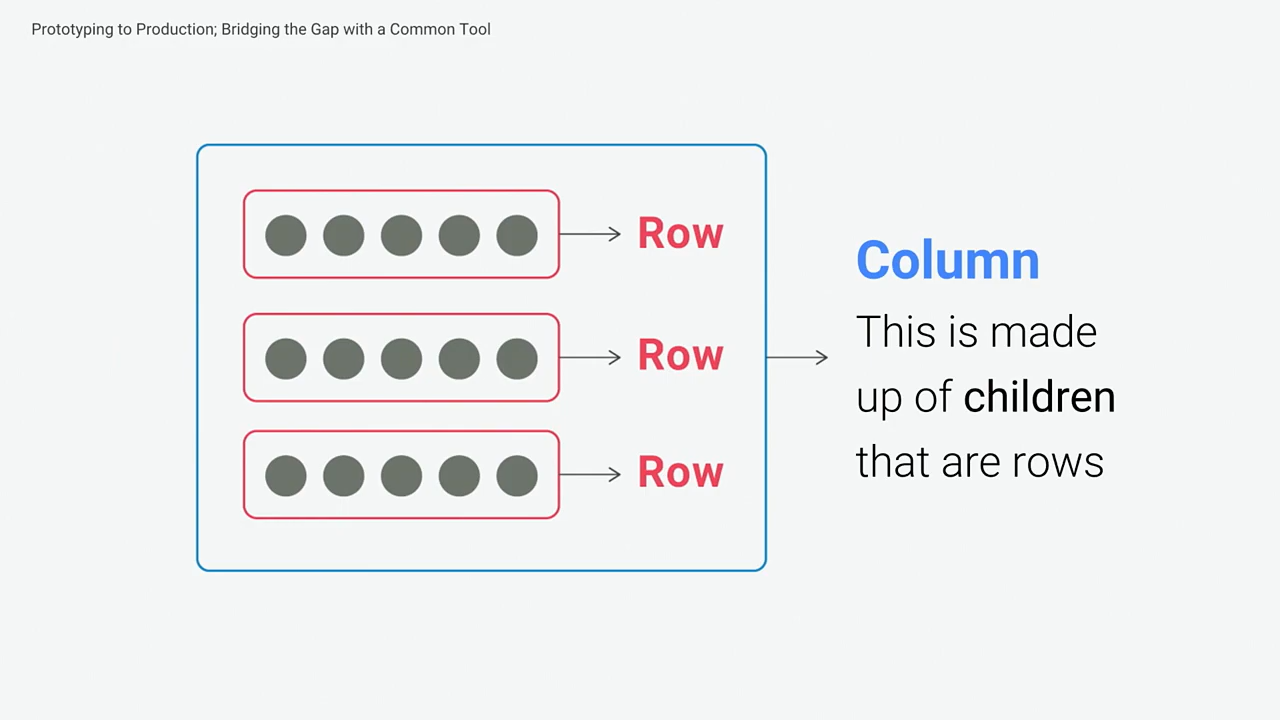 Prototyping to Production; Bridging the Gap with a Common Tool
Row
Row
Row
Column
This is made
up of children
that are rows